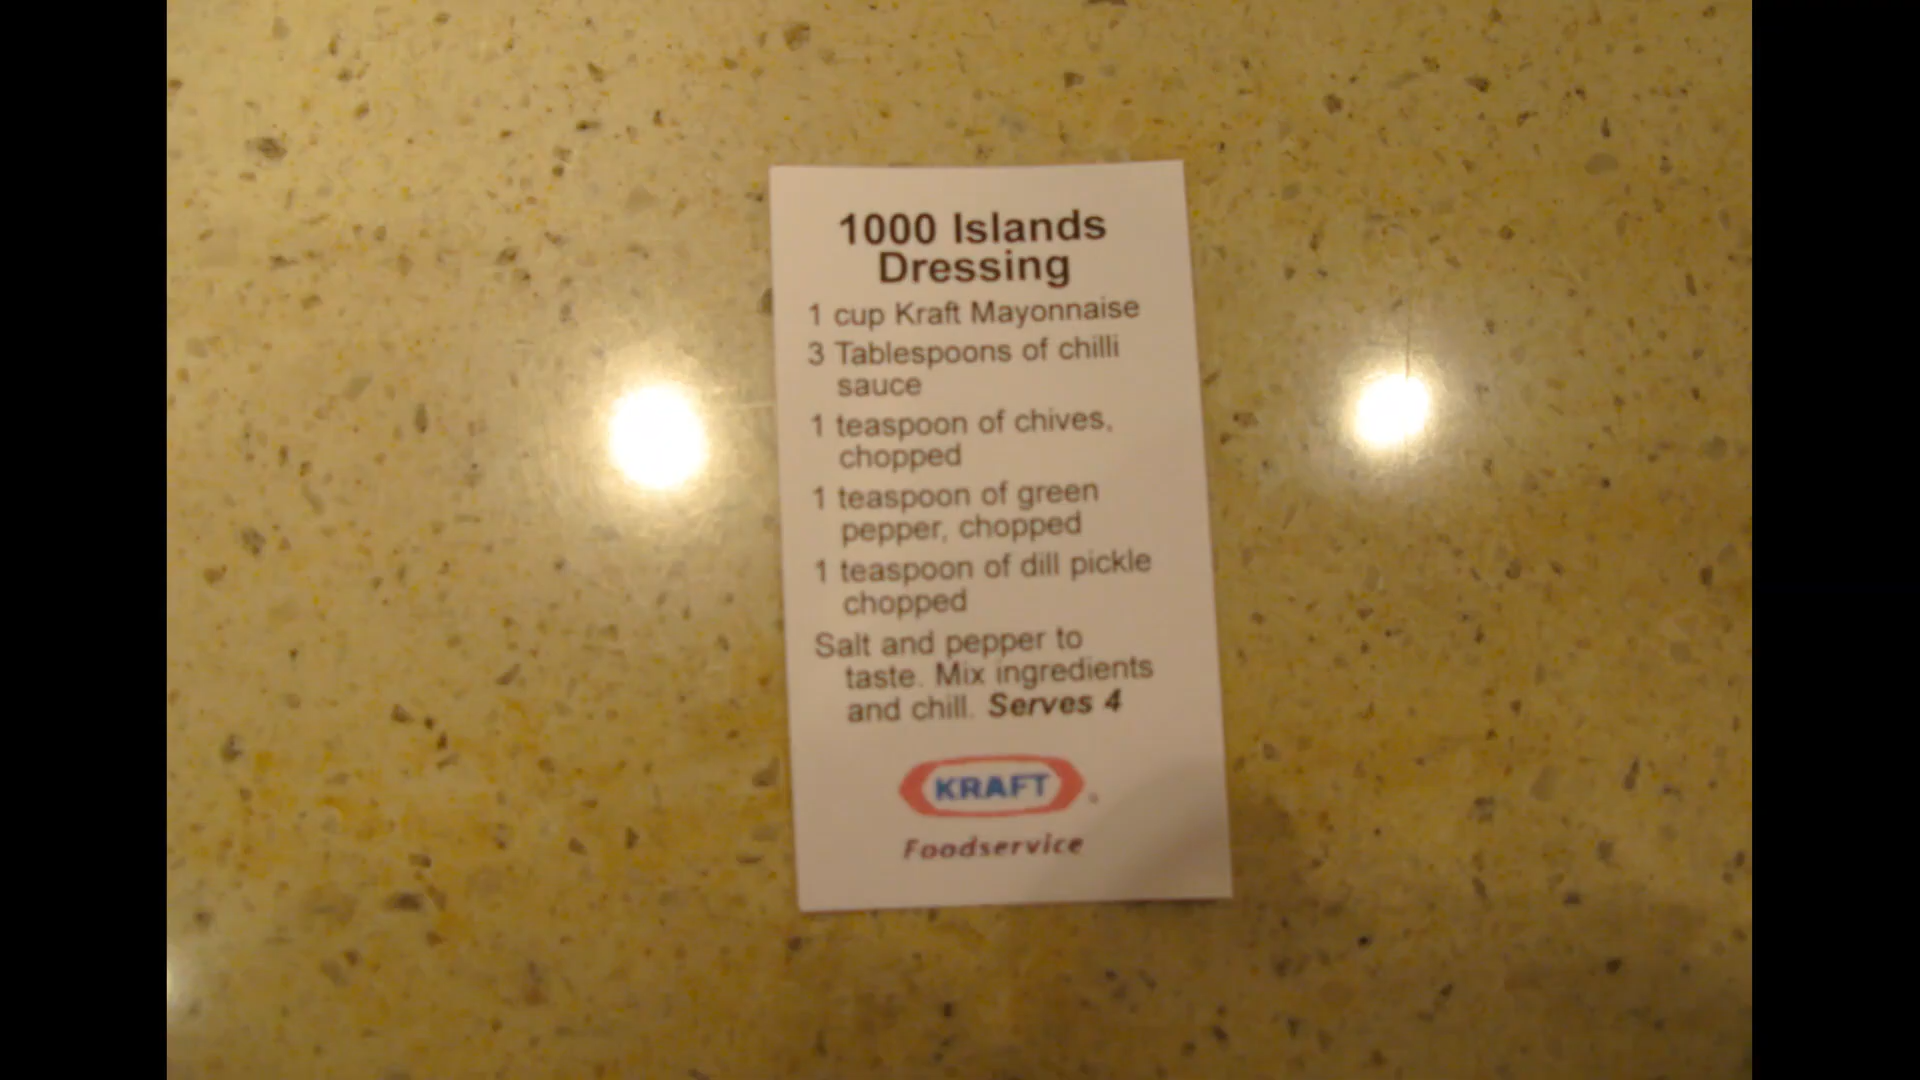 1000 Islands
Dressing
1 cup Kraft Mayonnaise
3 Tablespoons of chilli
sauce
1 teaspoon of chives,
chopped
1 teaspoon of green
pepper, chopped
1 teaspoon of dill pickle
chopped
Salt and pepper to
taste. Mix ingredients
and chill. Serves 4
KRAFT
Foodservice